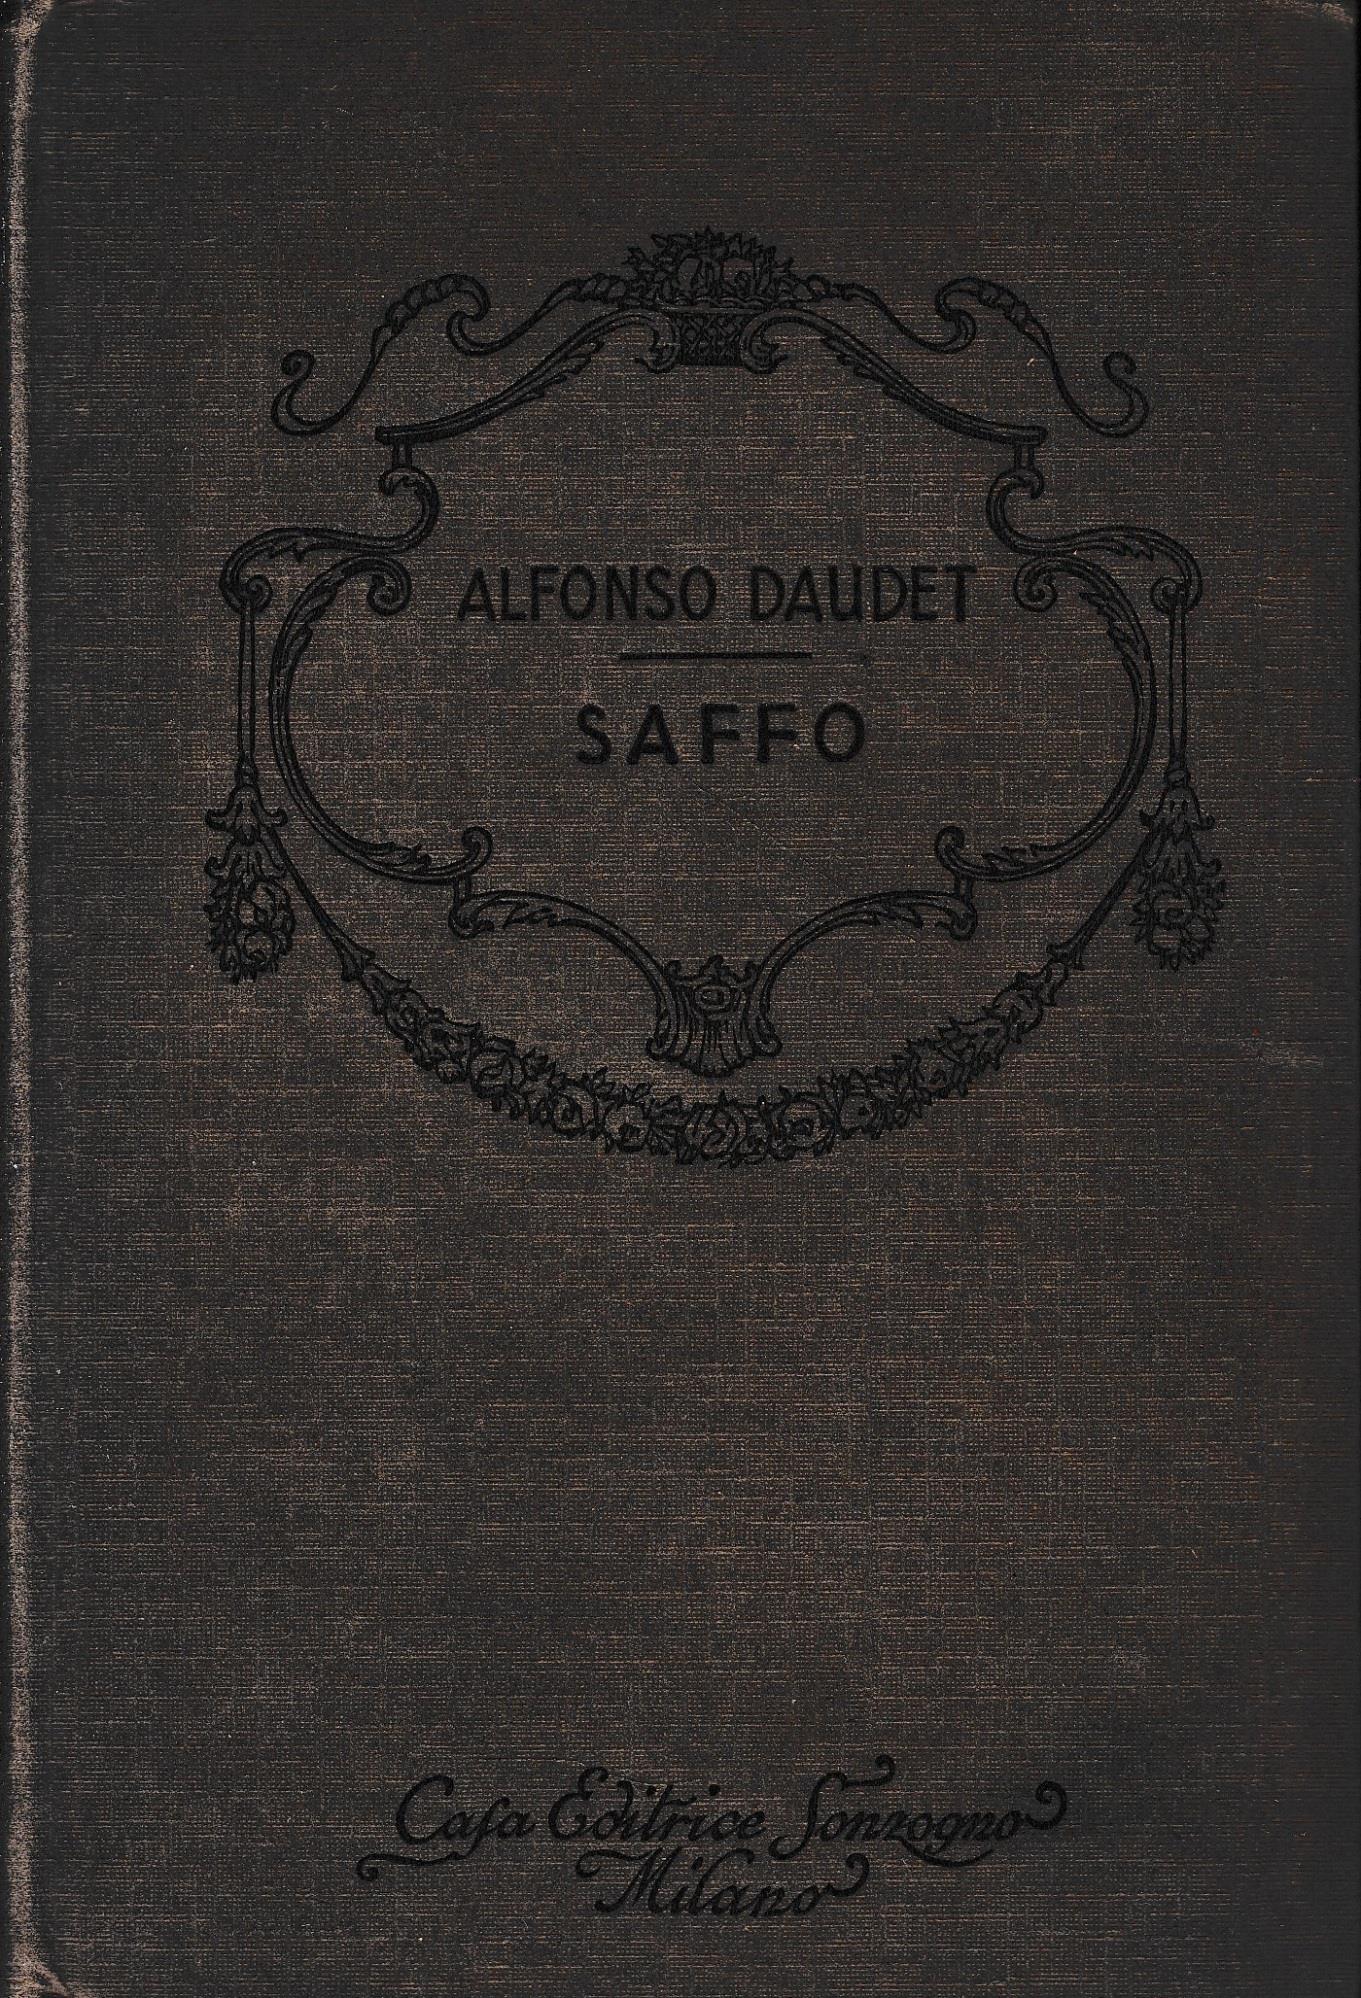 ALFONSO DAUDET
SAFFO
Casa Editrice Sonzogno
Milano